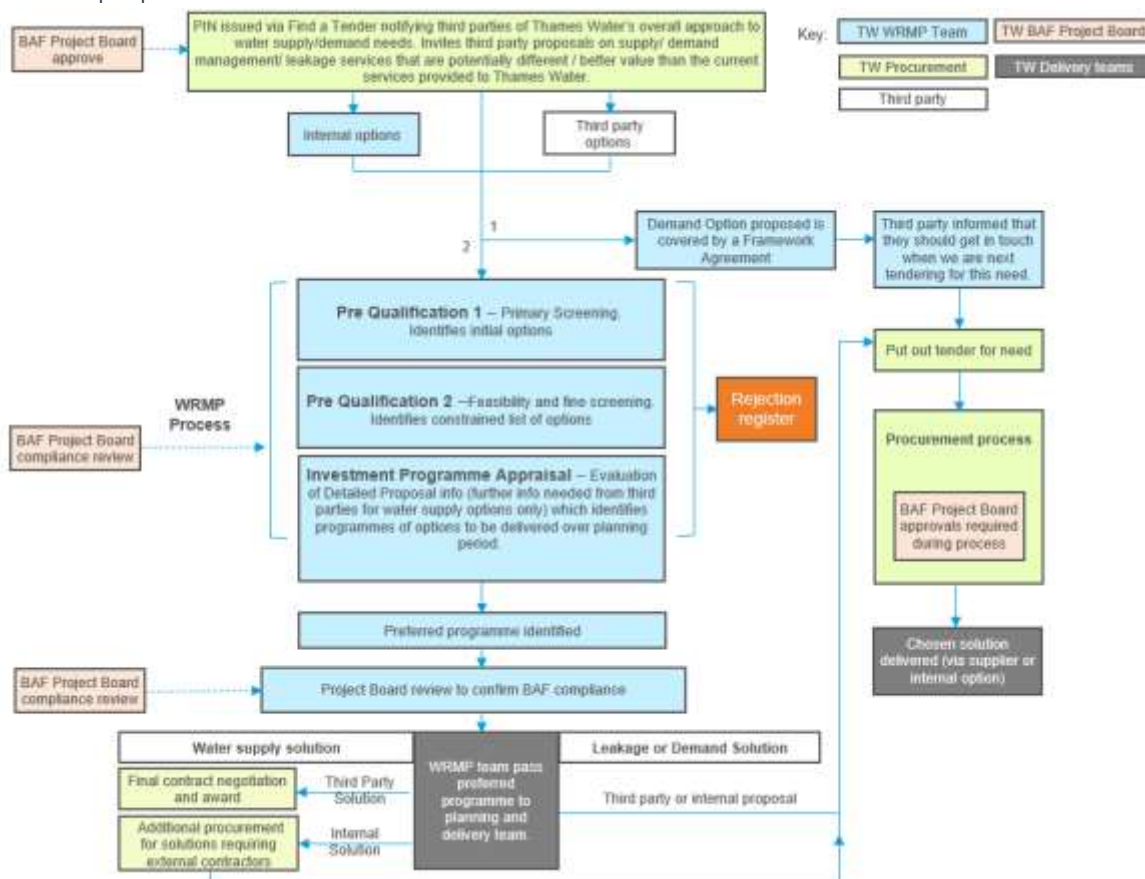 BAF Project Board
approve
PIN issued via Find a Tender notifying third parties of Thames Water's overall approach to
water supply/demand needs. Invites third party proposals on supply/ demand
management/ leakage services that are potentially different / better value than the current
services provided to Thames Water.
Key:
TW WRMP Team
TW BAF Project Board
TW Procurement
TW Delivery teams
Third party
Internal options
Third party
options
1
2
Demand Option proposed is
covered by a Framework
Agreement
Third party informed that
they should get in touch
when we are next
tendering for this need.
Pre Qualification 1 – Primary Screening.
Identifies initial options
Put out tender for need
WRMP
Process
Pre Qualification 2 –Feasibility and fine screening.
Identifies constrained list of options
Rejection
register
BAF Project Board
compliance review
Procurement process
Investment Programme Appraisal – Evaluation
of Detailed Proposal info (further info needed from third
parties for water supply options only) which identifies
programmes of options to be delivered over planning
period
BAF Project Board
approvals required
during process
Preferred programme identified
Chosen solution
delivered (via supplier or
internal option)
BAF Project Board
compliance review
Project Board review to confirm BAF compliance
Water supply solution
Leakage or Demand Solution
WRMP team pass
preferred
programme to
planning and
delivery team
Final contract negotiation
and award
Third Party
Solution
Third party or internal proposal
Additional procurement
for solutions requiring
external contractors
Internal
Solution